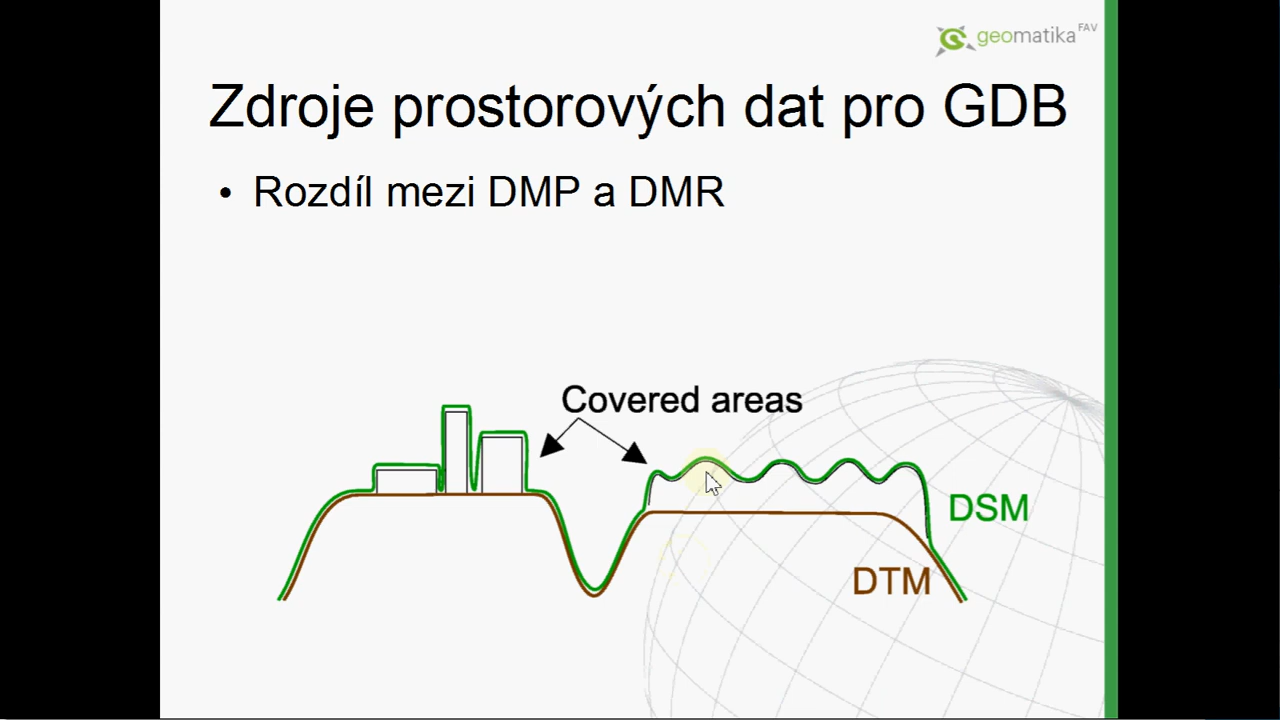 geomatika FAV
Zdroje prostorových dat pro GDB
• Rozdíl mezi DMP a DMR
Covered areas
DSM
DTM